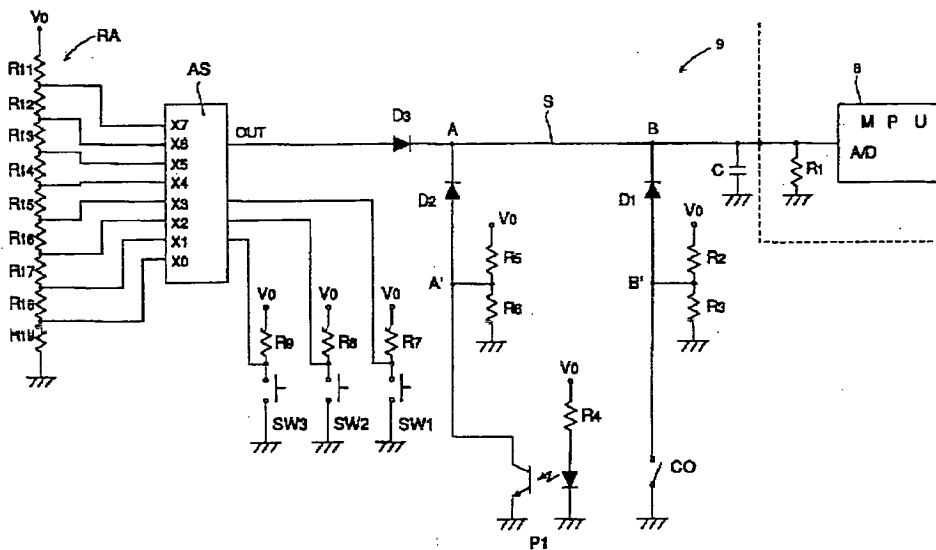 V0
RA
9
R11
AS
8
R12
X7
OUT
D3
A
S
B
M P U
R13
X6
A/D
X5
R14
X4
C
R1
R15
X3
D2
D1
X2
V0
V0
R16
X1
R17
X0
R5
R2
A'
B'
R18
V0
V0
V0
R6
R3
R19
R9
R8
R7
V0
SW3
SW2
SW1
R4
CO
P1